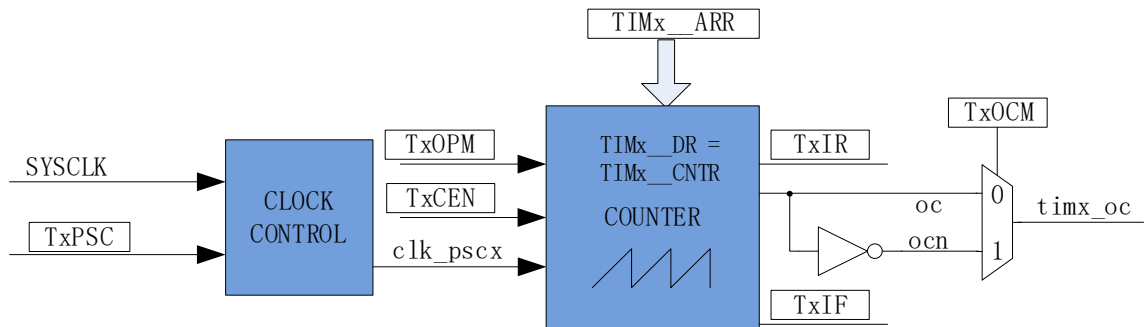 TIMx__ARR
TxOCM
TxOPM
TIMx__DR =
TxIR
SYSCLK
TIMx__CNTR
CLOCK
TxCEN
0
COUNTER
oc
timx_oc
TxPSC
CONTROL
clk_pscx
ocn
1
TxIF